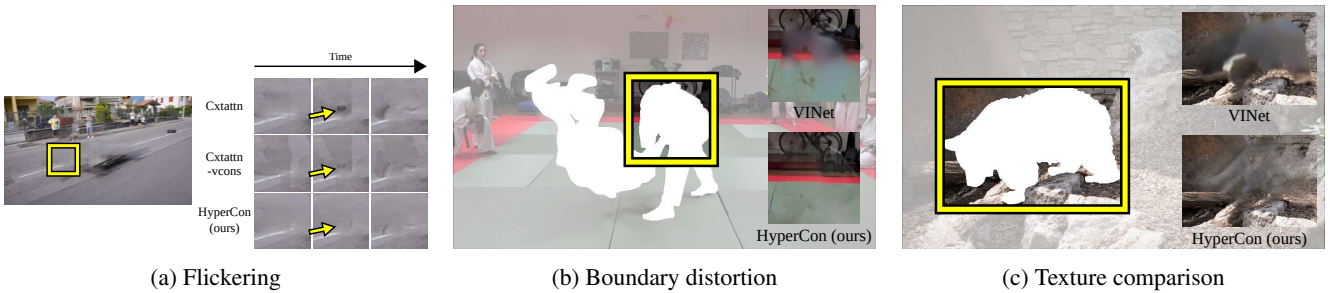 Time
Cxtattn
Cxtattn
-vcons
HyperCon
(ours)
(a) Flickering
VINet
HyperCon (ours)
(b) Boundary distortion
VINet
HyperCon (ours)
(c) Texture comparison